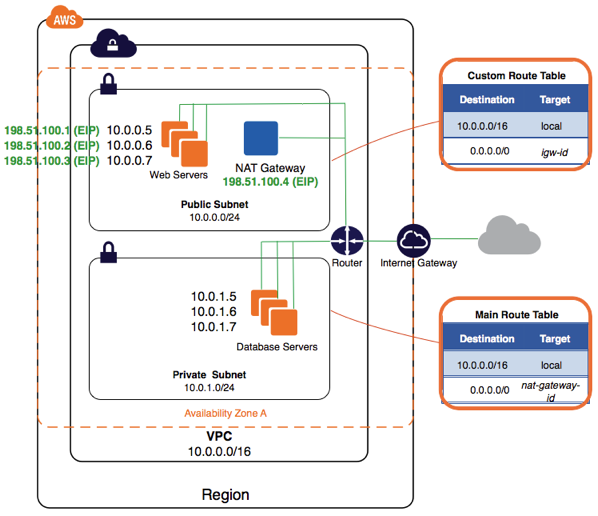 AWS
Custom Route Table
Destination Target
10.0.0.0/16 local
0.0.0.0/0 igw-id
198.51.100.1 (EIP) 10.0.0.5
198.51.100.2 (EIP) 10.0.0.6
198.51.100.3 (EIP) 10.0.0.7
Web Servers
NAT Gateway
198.51.100.4 (EIP)
Public Subnet
10.0.0.0/24
Router
Internet Gateway
10.0.1.5
10.0.1.6
10.0.1.7
Database Servers
Private Subnet
10.0.1.0/24
Main Route Table
Destination Target
10.0.0.0/16 local
0.0.0.0/0 nat-gateway-
id
Availability Zone A
VPC
10.0.0.0/16
Region